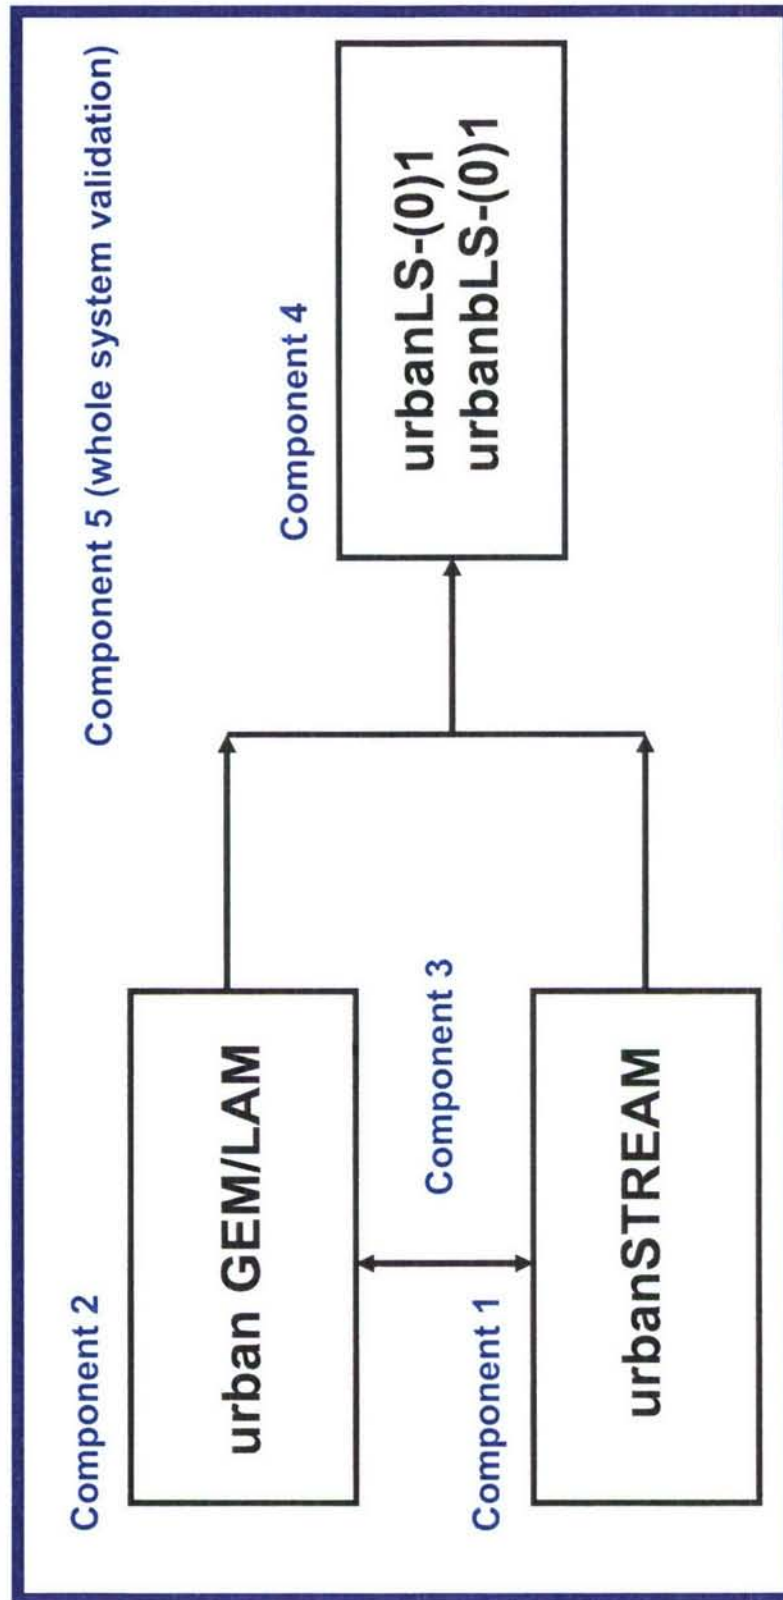 Component 5 (whole system validation)
Component 2
urban GEM/LAM
Component 3
Component 1
urbanSTREAM
Component 4
urbanLS-(0)1
urbanbLS-(0)1